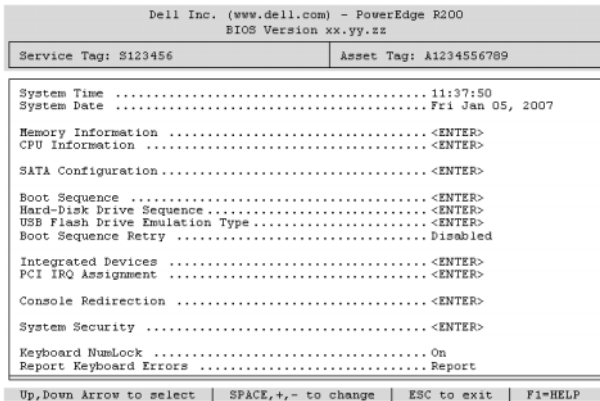 Dell Inc. (www.dell.com) - PowerEdge R200
BIOS Version xx.yy.zz
Service Tag: S123456 Asset Tag: A1234556789
System Time ........................................ 11:37:50
System Date ........................................ Fri Jan 05, 2007
Memory Information ................................. <ENTER>
CPU Information .................................... <ENTER>
SATA Configuration.................................. <ENTER>
Boot Sequence ...................................... <ENTER>
Hard-Disk Drive Sequence............................ <ENTER>
USB Flash Drive Emulation Type...................... <ENTER>
Boot Sequence Retry ................................ Disabled
Integrated Devices ................................. <ENTER>
PCI IRQ Assignment ................................. <ENTER>
Console Redirection ................................ <ENTER>
System Security .................................... <ENTER>
Keyboard NumLock ................................... On
Report Keyboard Errors ............................. Report
Up,Down Arrow to select | SPACE,+,- to change | ESC to exit | F1=HELP